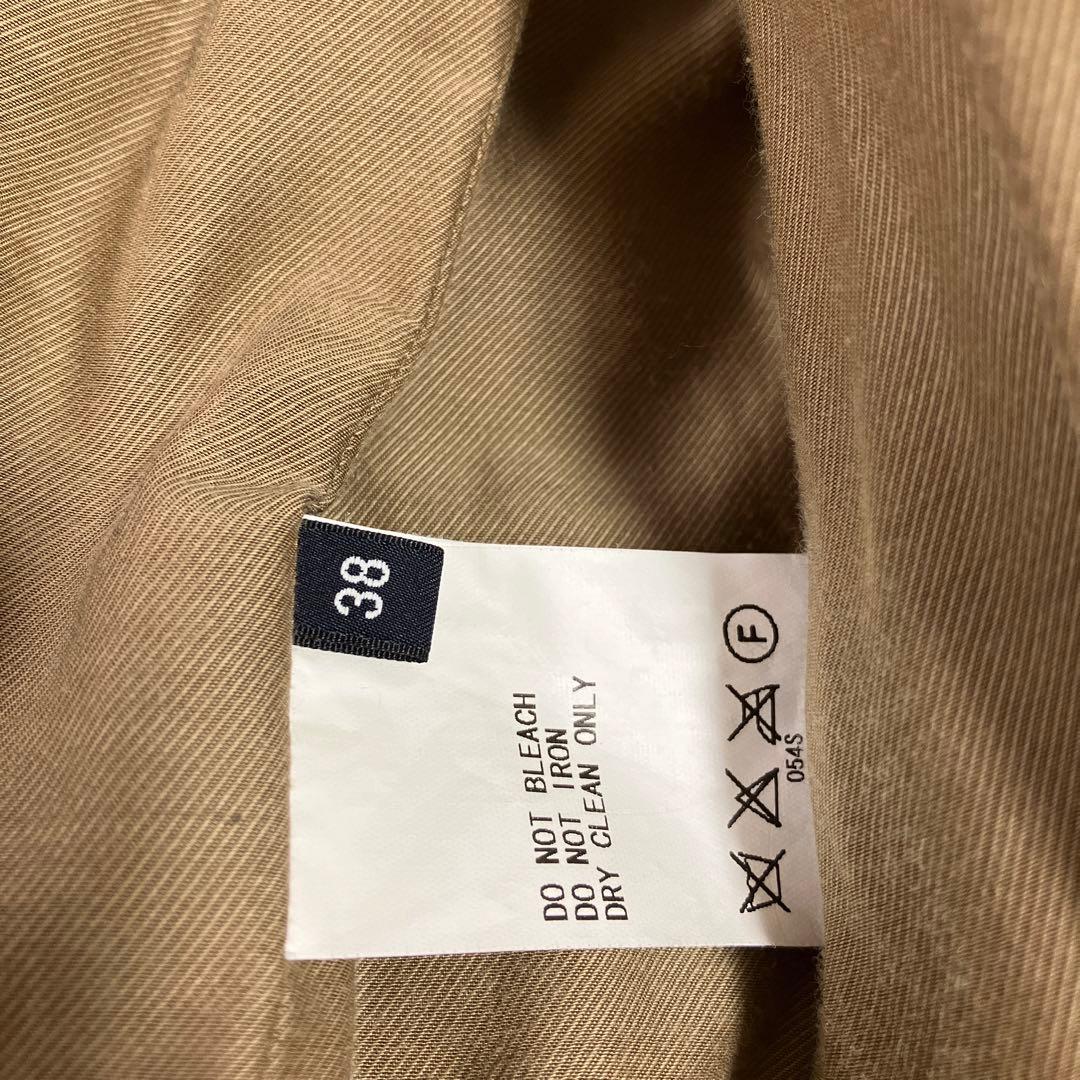 38
DO NOT BLEACH
DO NOT IRON
DRY CLEAN ONLY
F
054S